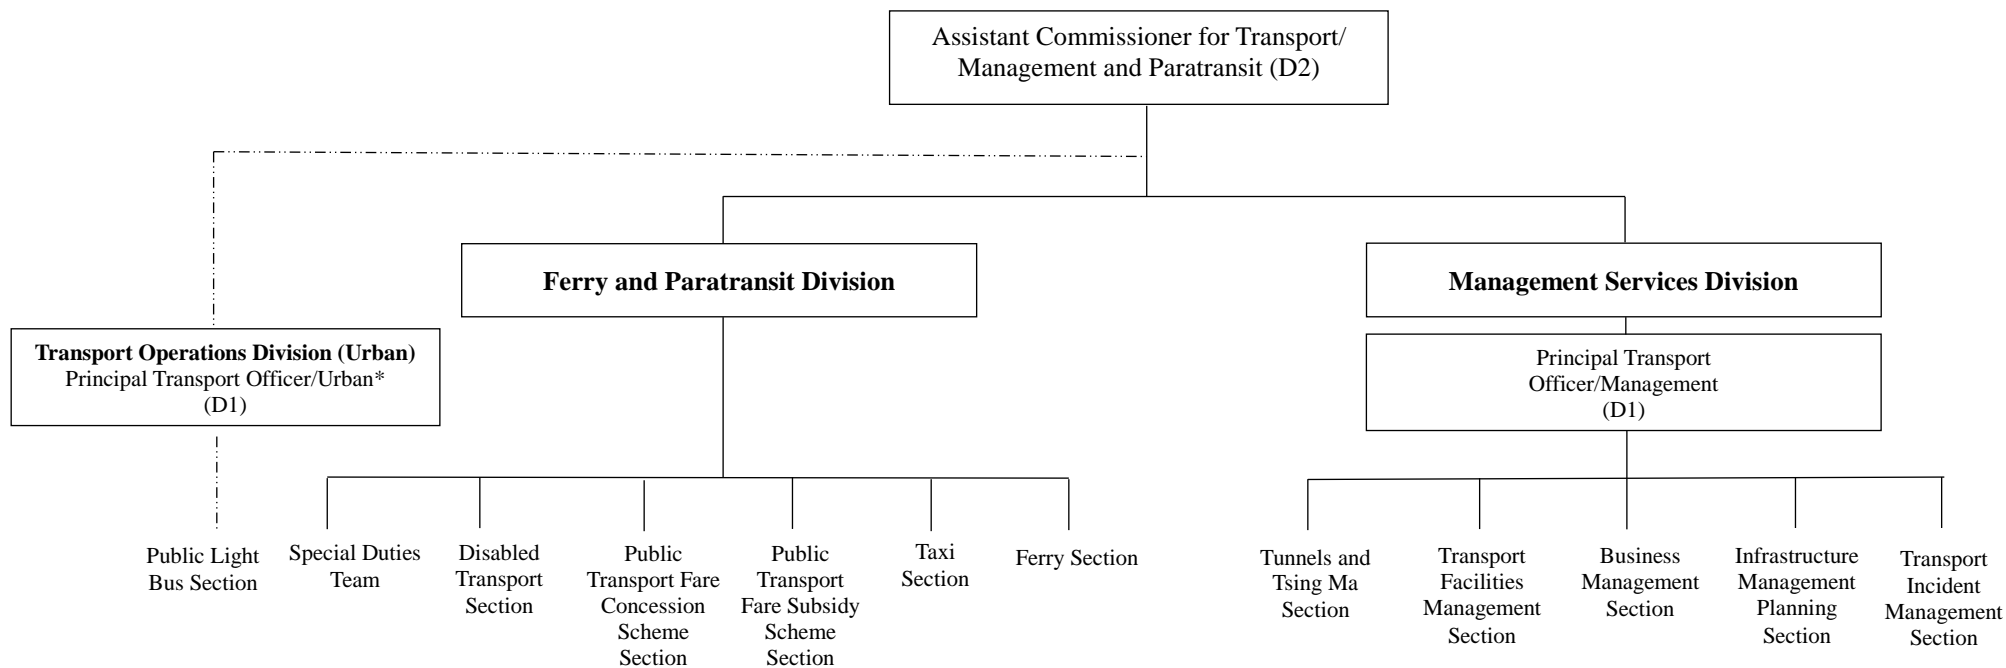 Assistant Commissioner for Transport/
Management and Paratransit (D2)
Ferry and Paratransit Division
Management Services Division
Transport Operations Division (Urban)
Principal Transport Officer/Urban*
(D1)
Principal Transport
Officer/Management
(D1)
Public Light
Bus Section
Special Duties
Team
Disabled
Transport
Section
Public
Transport Fare
Concession
Scheme
Section
Public
Transport
Fare Subsidy
Scheme
Section
Taxi
Section
Ferry Section
Tunnels and
Tsing Ma
Section
Transport
Facilities
Management
Section
Business
Management
Section
Infrastructure
Management
Planning
Section
Transport
Incident
Management
Section